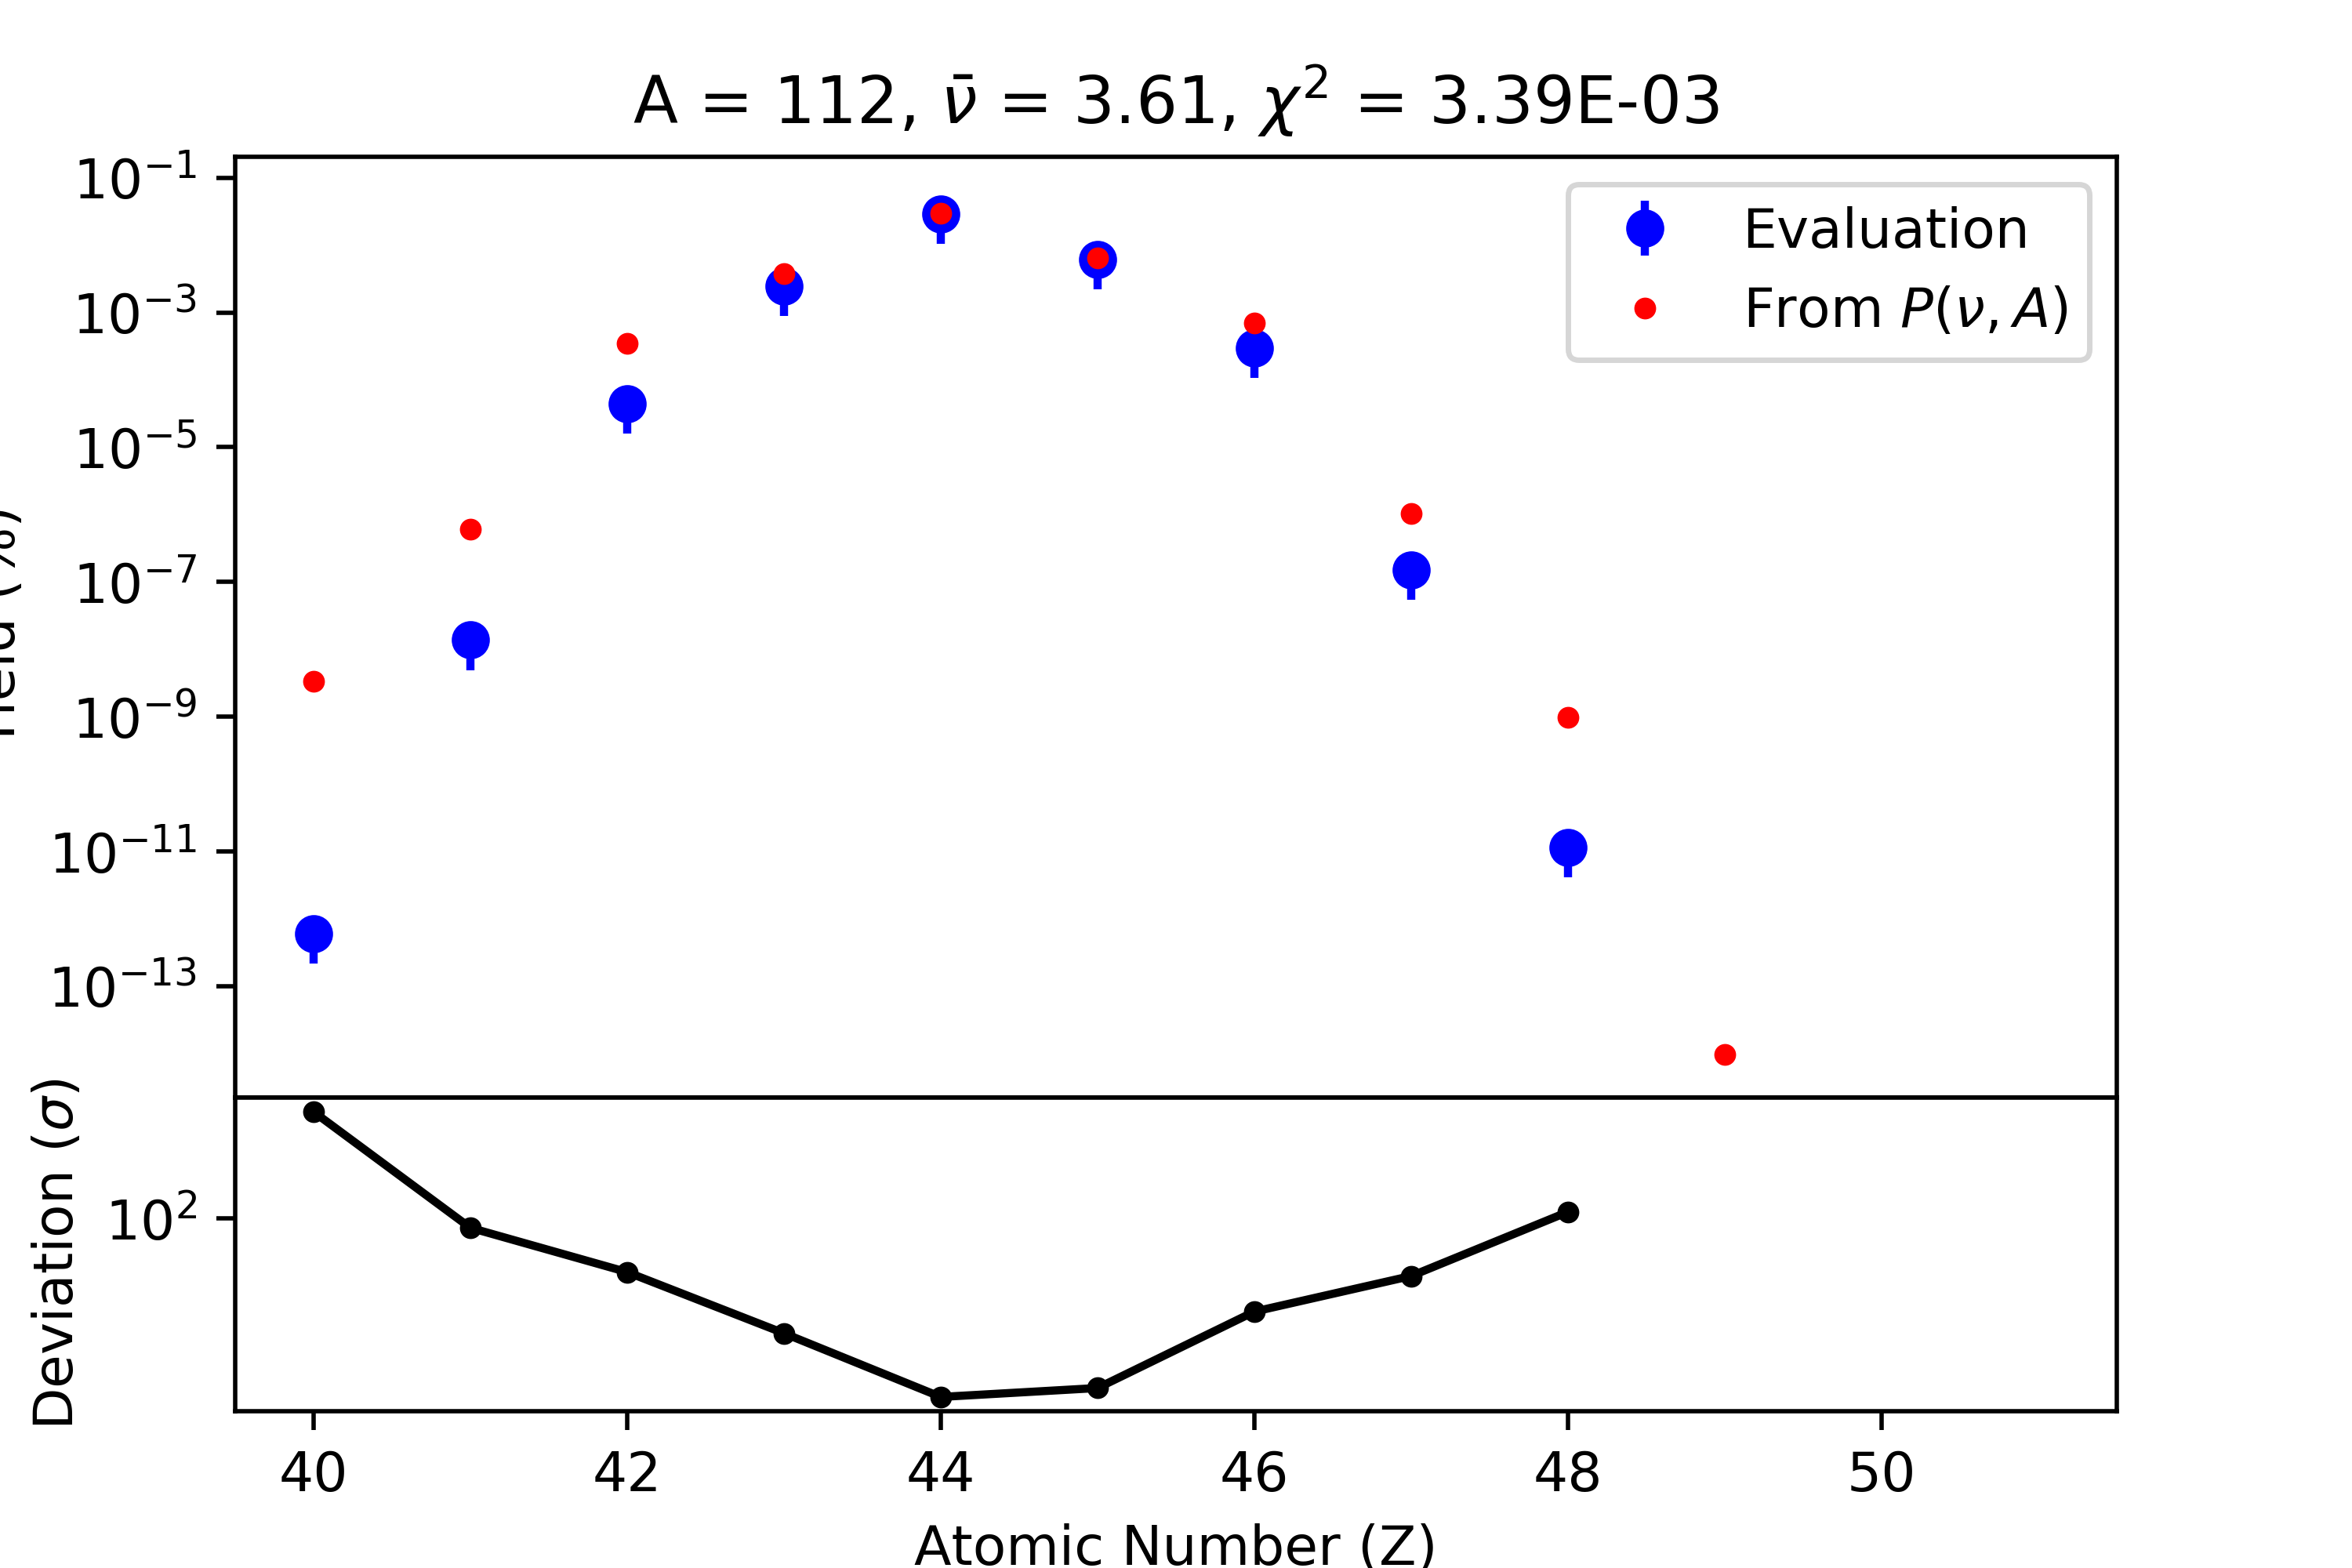 A = 112, ν̄ = 3.61, χ² = 3.39E-03
Evaluation
From P(ν, A)
10⁻¹
10⁻³
10⁻⁵
10⁻⁷
10⁻⁹
10⁻¹¹
10⁻¹³
(%)
Deviation (σ)
10²
40 42 44 46 48 50
Atomic Number (Z)